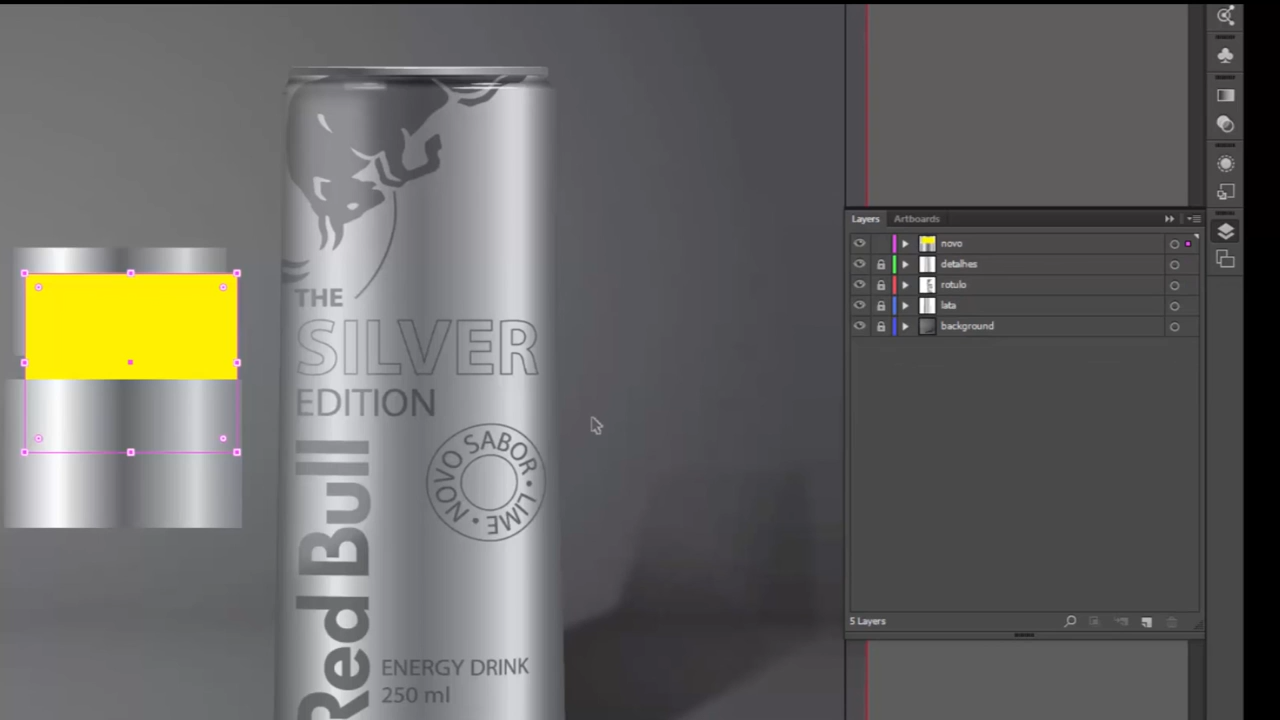 THE
SILVER
EDITION
Red Bull
NOVO SABOR • LIME •
ENERGY DRINK
250 ml
Layers Artboards
novo
detalhes
rotulo
lata
background
5 Layers